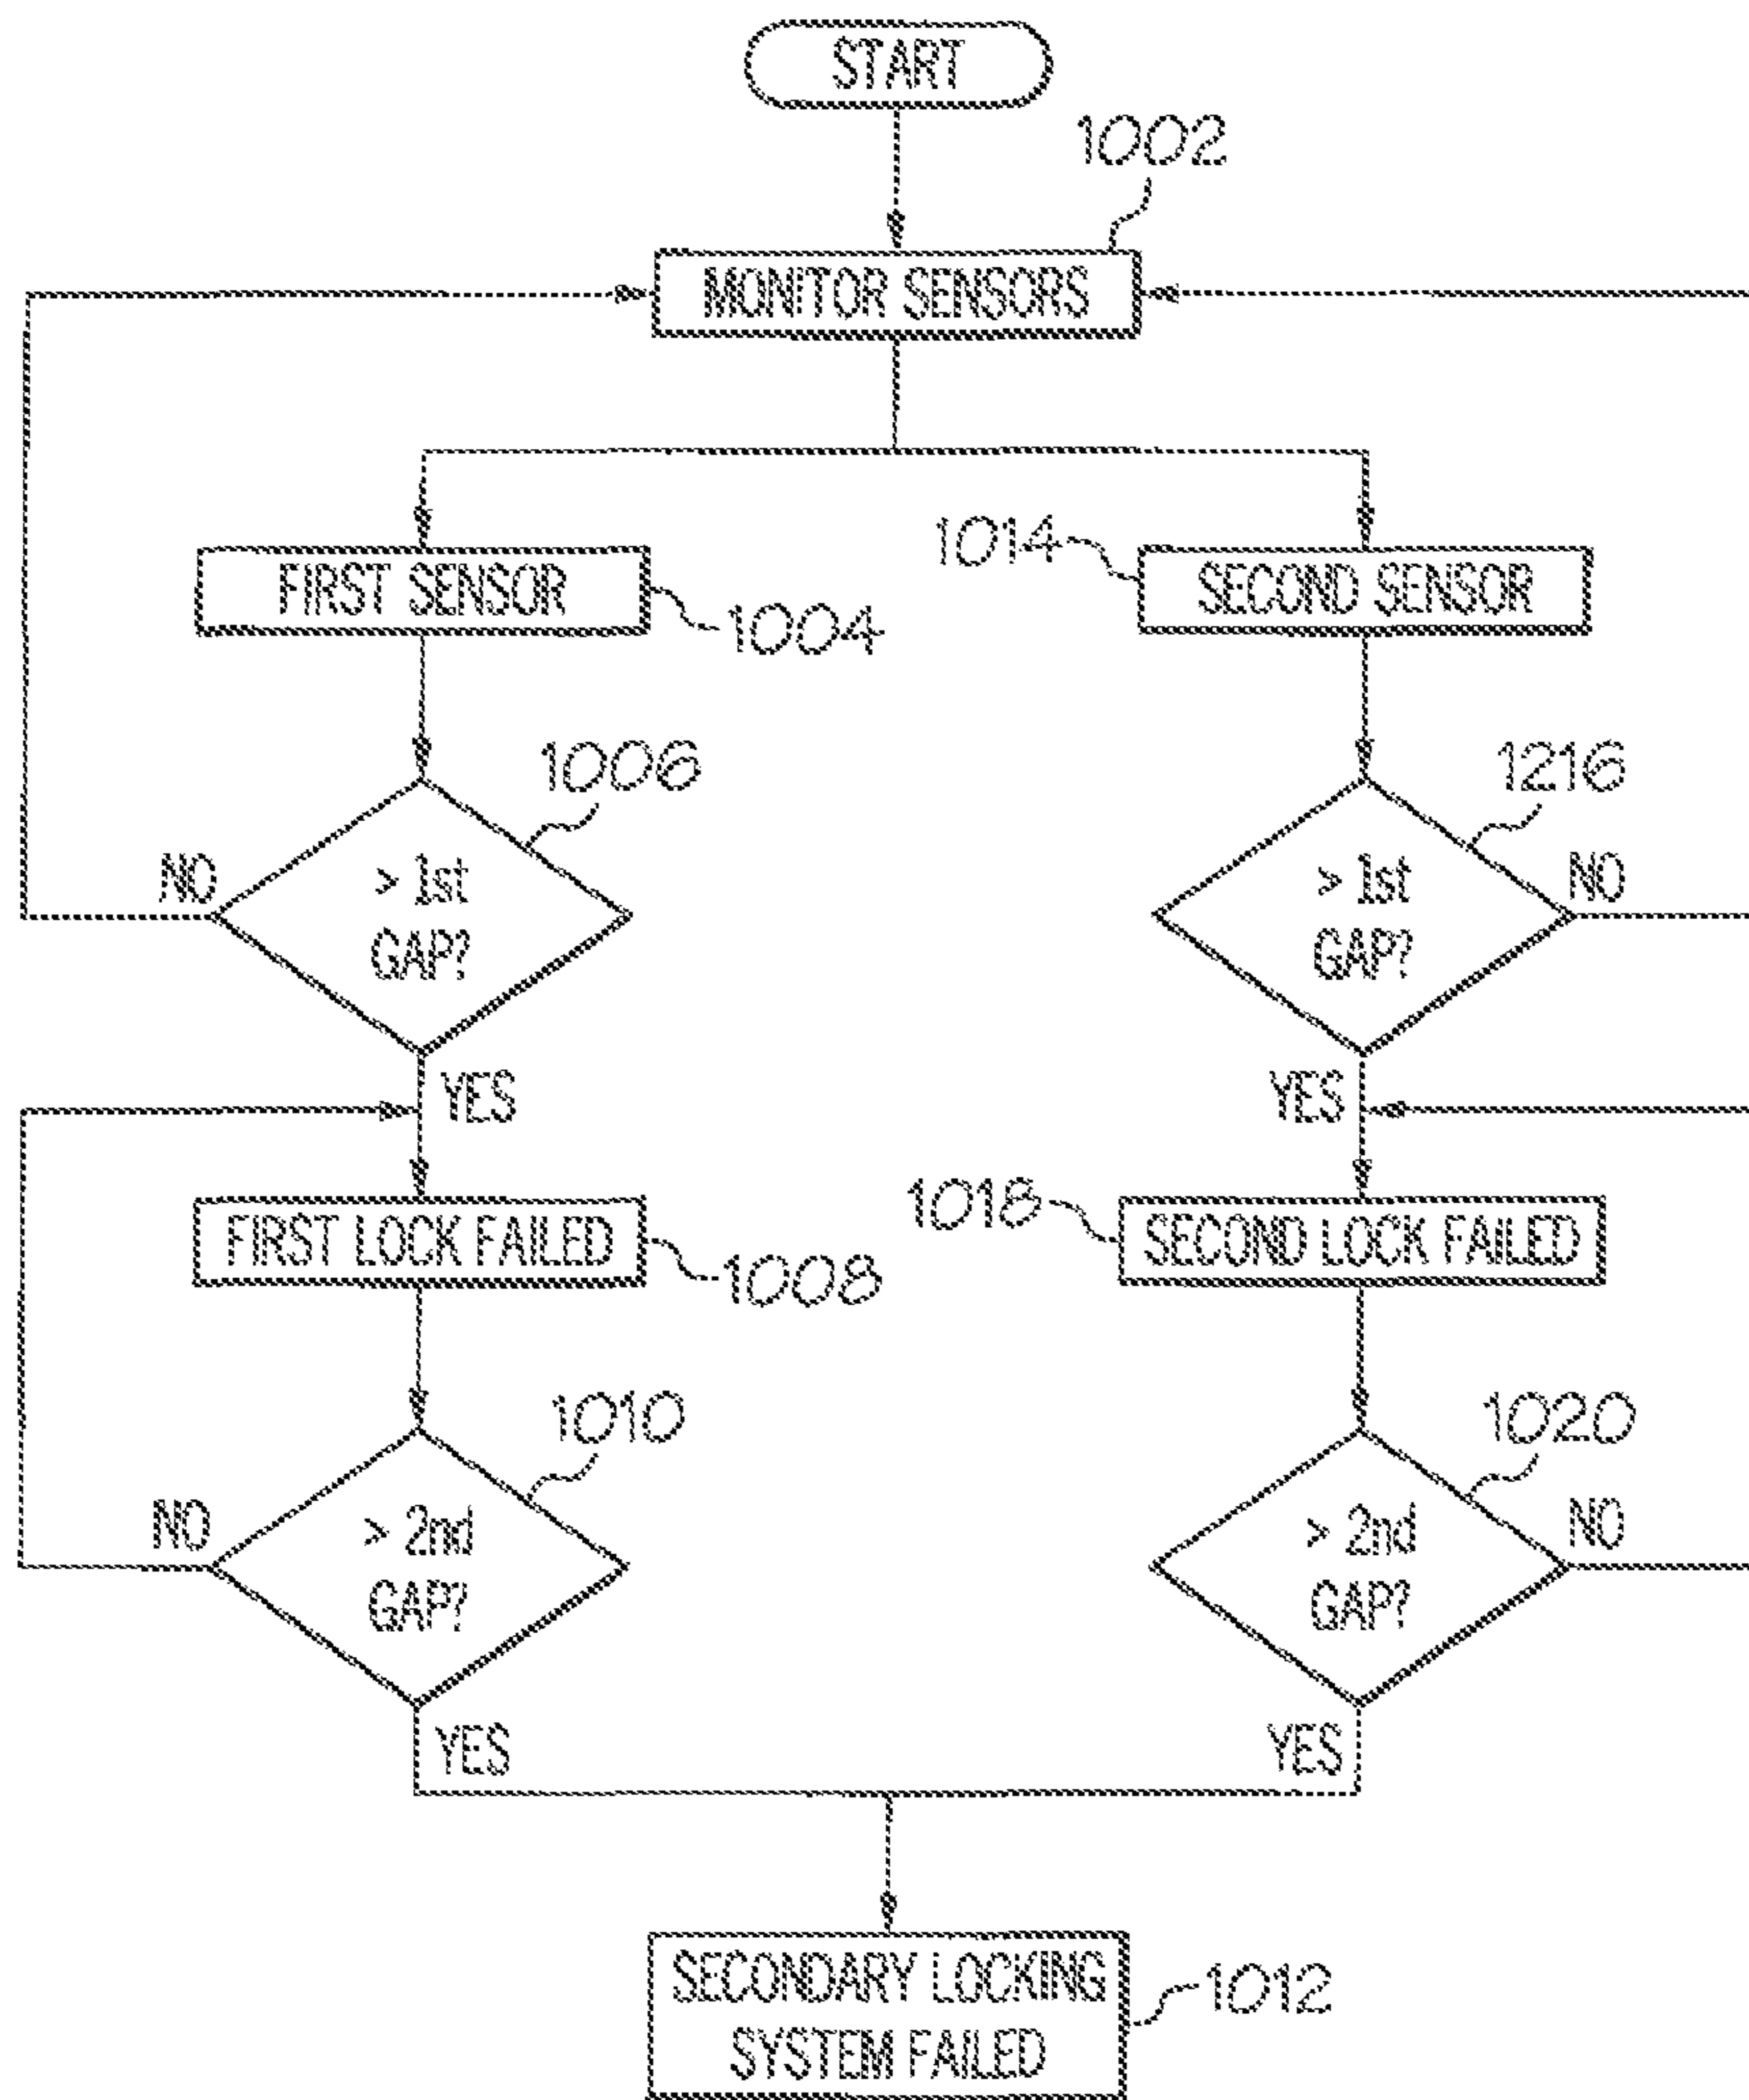 START
1002
MONITOR SENSORS
FIRST SENSOR
1004
1014
SECOND SENSOR
1006
> 1st
GAP?
NO
YES
1216
> 1st
GAP?
NO
YES
FIRST LOCK FAILED
1008
1018
SECOND LOCK FAILED
1010
> 2nd
GAP?
NO
YES
1020
> 2nd
GAP?
NO
YES
SECONDARY LOCKING
SYSTEM FAILED
1012